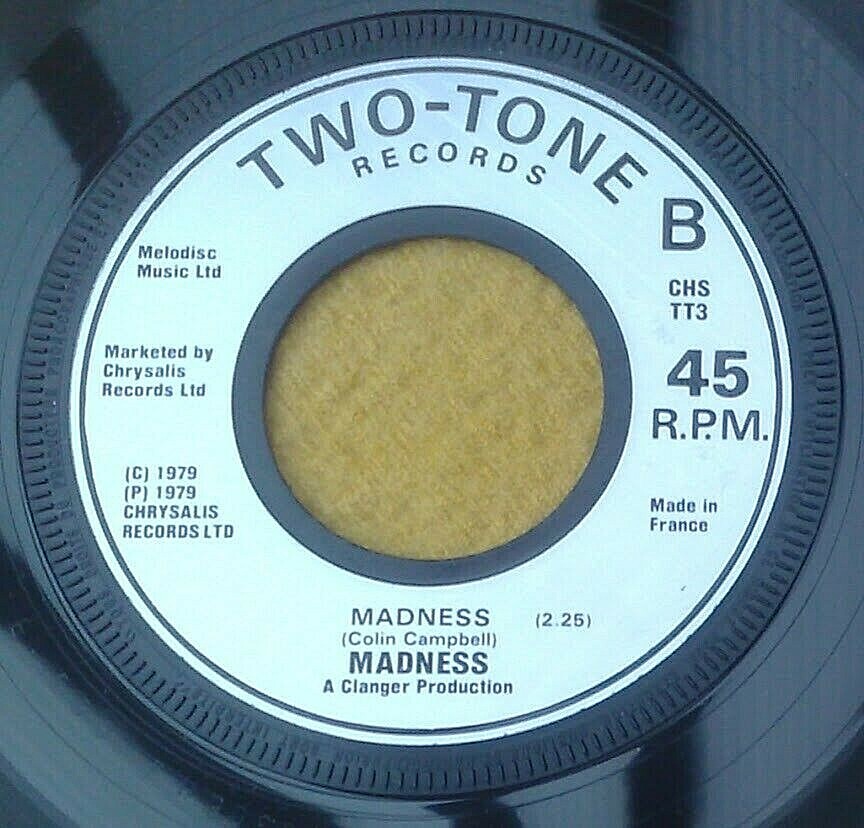 TWO-TONE
RECORDS
B
CHS
TT3
45
R.P.M.
Melodisc
Music Ltd
Marketed by
Chrysalis
Records Ltd
(C) 1979
(P) 1979
CHRYSALIS
RECORDS LTD
Made in
France
MADNESS (2.25)
(Colin Campbell)
MADNESS
A Clanger Production